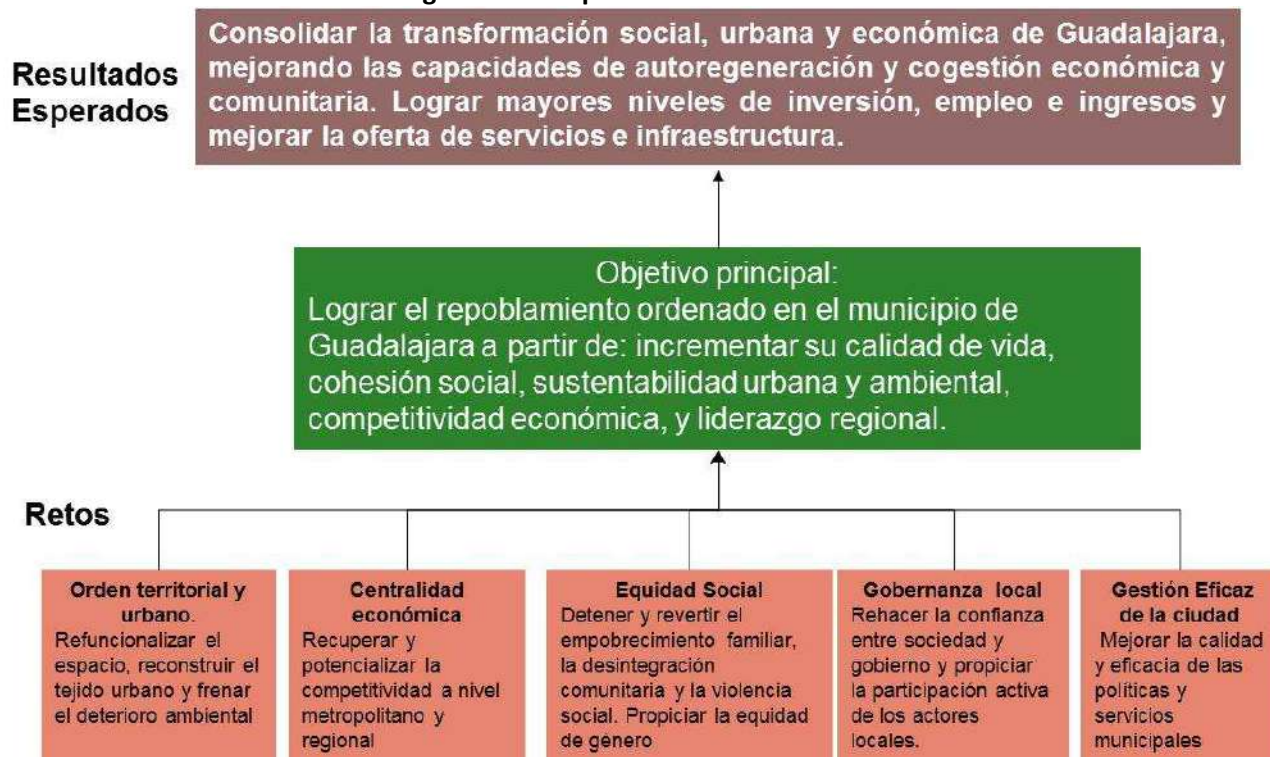 Resultados
Esperados
Consolidar la transformación social, urbana y económica de Guadalajara,
mejorando las capacidades de autoregeneración y cogestión económica y
comunitaria. Lograr mayores niveles de inversión, empleo e ingresos y
mejorar la oferta de servicios e infraestructura.
Objetivo principal:
Lograr el repoblamiento ordenado en el municipio de
Guadalajara a partir de: incrementar su calidad de vida,
cohesión social, sustentabilidad urbana y ambiental,
competitividad económica, y liderazgo regional.
Retos
Orden territorial y
urbano.
Refuncionalizar el
espacio, reconstruir el
tejido urbano y frenar
el deterioro ambiental
Centralidad
económica
Recuperar y
potencializar la
competitividad a nivel
metropolitano y
regional
Equidad Social
Detener y revertir el
empobrecimiento familiar,
la desintegración
comunitaria y la violencia
social. Propiciar la equidad
de género
Gobernanza local
Rehacer la confianza
entre sociedad y
gobierno y propiciar
la participación activa
de los actores
locales.
Gestión Eficaz
de la ciudad
Mejorar la calidad
y eficacia de las
políticas y
servicios
municipales